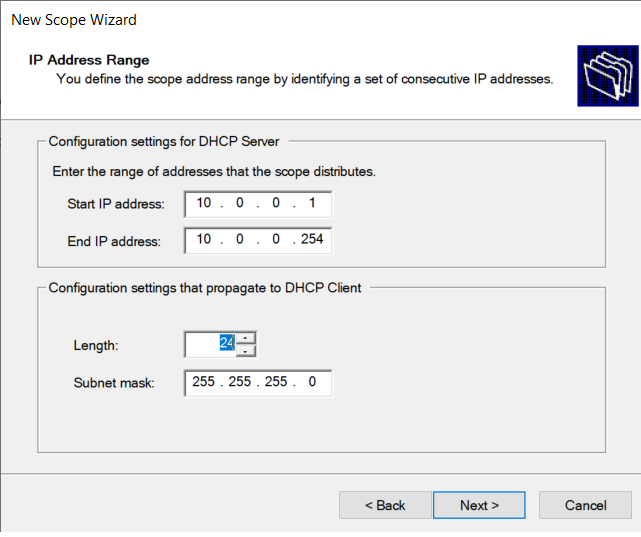 New Scope Wizard
IP Address Range
You define the scope address range by identifying a set of consecutive IP addresses.
Configuration settings for DHCP Server
Enter the range of addresses that the scope distributes.
Start IP address: 10 . 0 . 0 . 1
End IP address: 10 . 0 . 0 . 254
Configuration settings that propagate to DHCP Client
Length: 24
Subnet mask: 255 . 255 . 255 . 0
< Back Next > Cancel